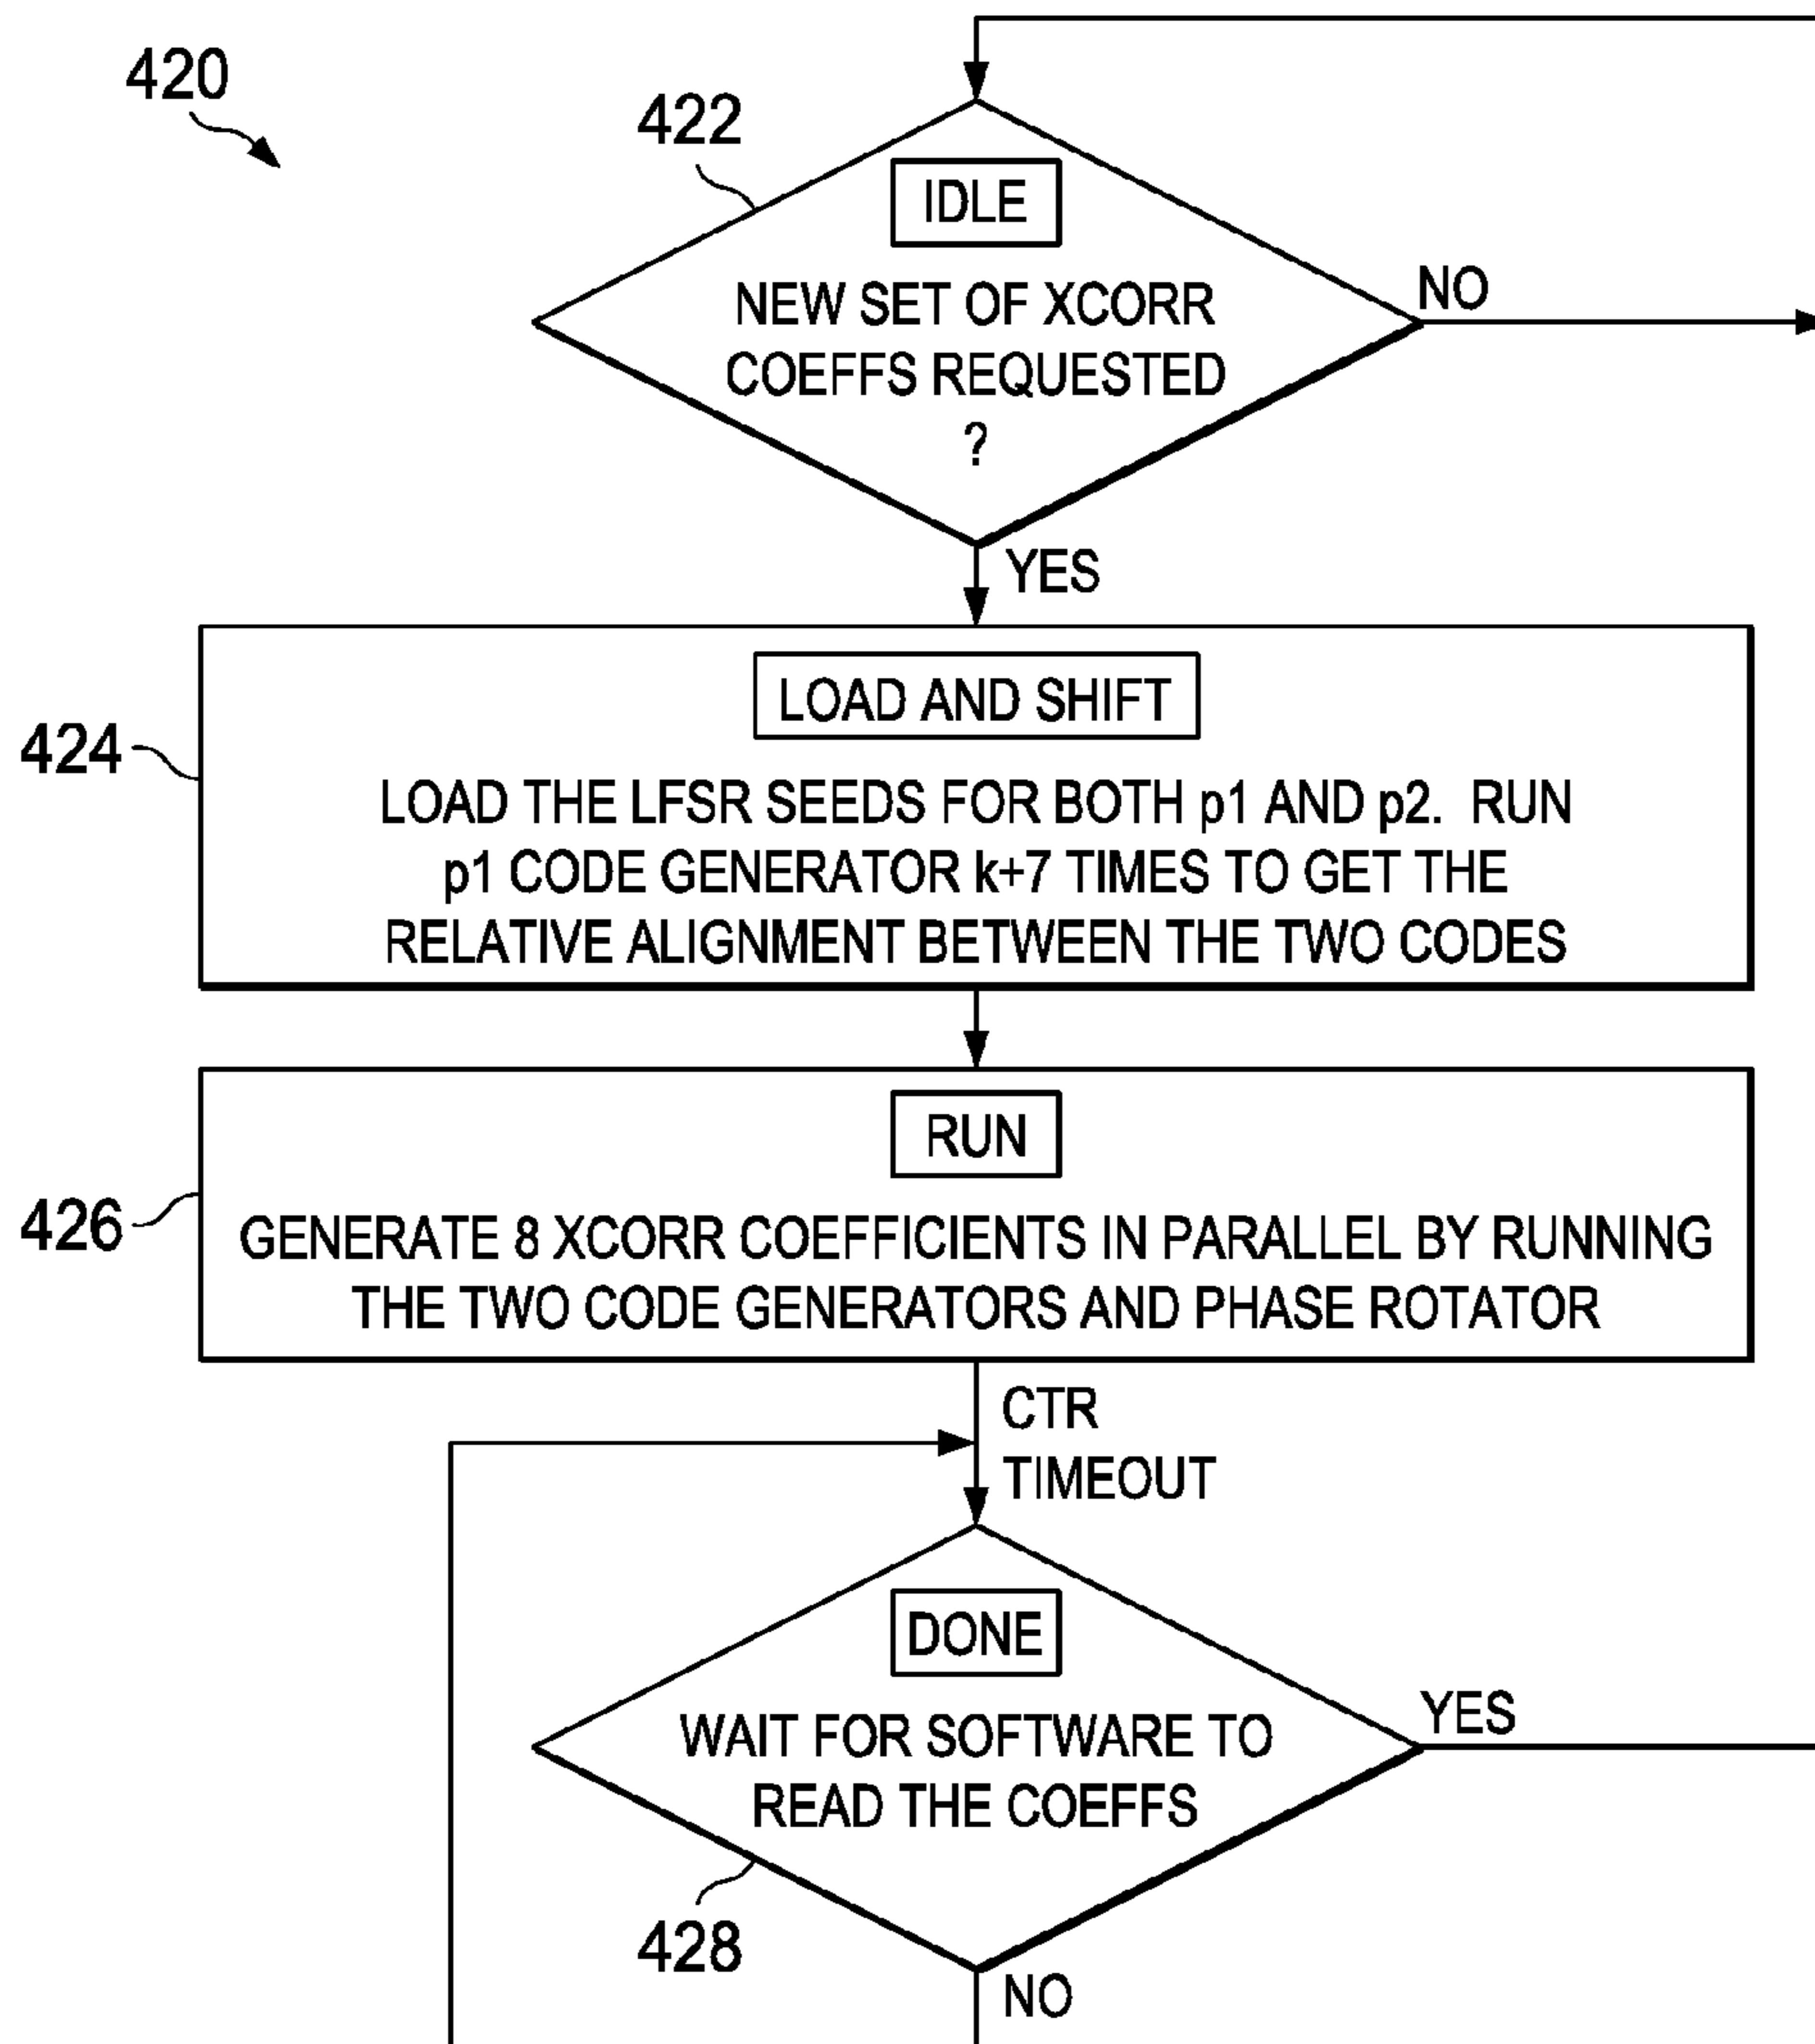 420
422
IDLE
NEW SET OF XCORR
COEFFS REQUESTED
?
NO
YES
424
LOAD AND SHIFT
LOAD THE LFSR SEEDS FOR BOTH p1 AND p2. RUN
p1 CODE GENERATOR k+7 TIMES TO GET THE
RELATIVE ALIGNMENT BETWEEN THE TWO CODES
426
RUN
GENERATE 8 XCORR COEFFICIENTS IN PARALLEL BY RUNNING
THE TWO CODE GENERATORS AND PHASE ROTATOR
CTR
TIMEOUT
DONE
WAIT FOR SOFTWARE TO
READ THE COEFFS
YES
428
NO